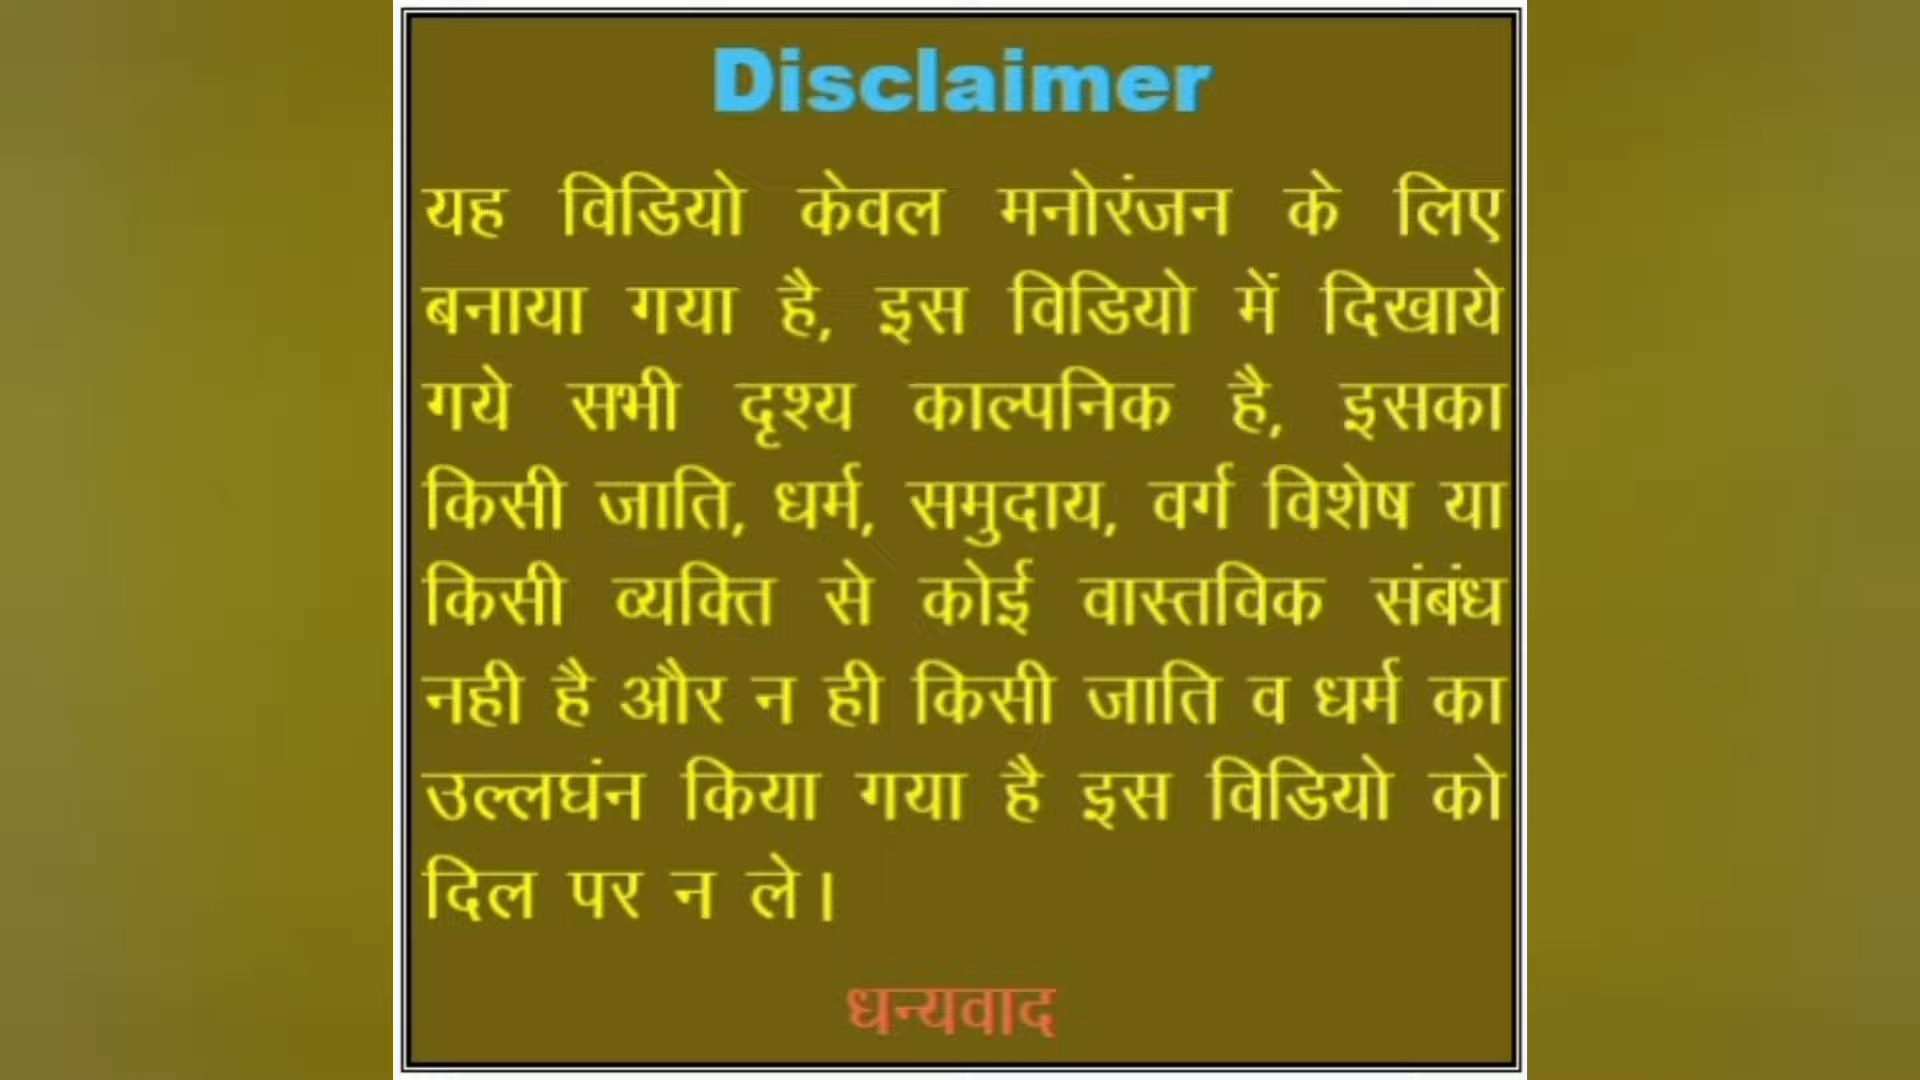 Disclaimer
यह विडियो केवल मनोरंजन के लिए
बनाया गया है, इस विडियो में दिखाये
गये सभी दृश्य काल्पनिक है, इसका
किसी जाति, धर्म, समुदाय, वर्ग विशेष या
किसी व्यक्ति से कोई वास्तविक संबंध
नही है और न ही किसी जाति व धर्म का
उल्लघंन किया गया है इस विडियो को
दिल पर न ले।
धन्यवाद